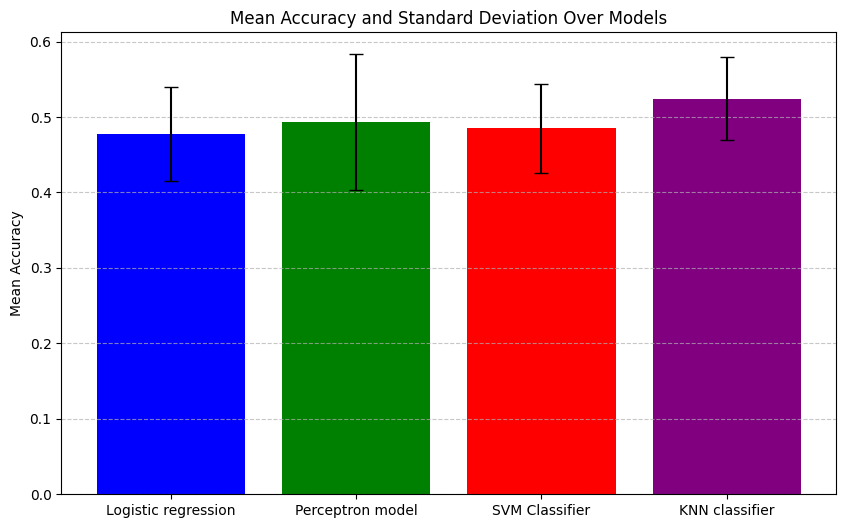 Mean Accuracy and Standard Deviation Over Models
Mean Accuracy
0.6
0.5
0.4
0.3
0.2
0.1
0.0
Logistic regression
Perceptron model
SVM Classifier
KNN classifier